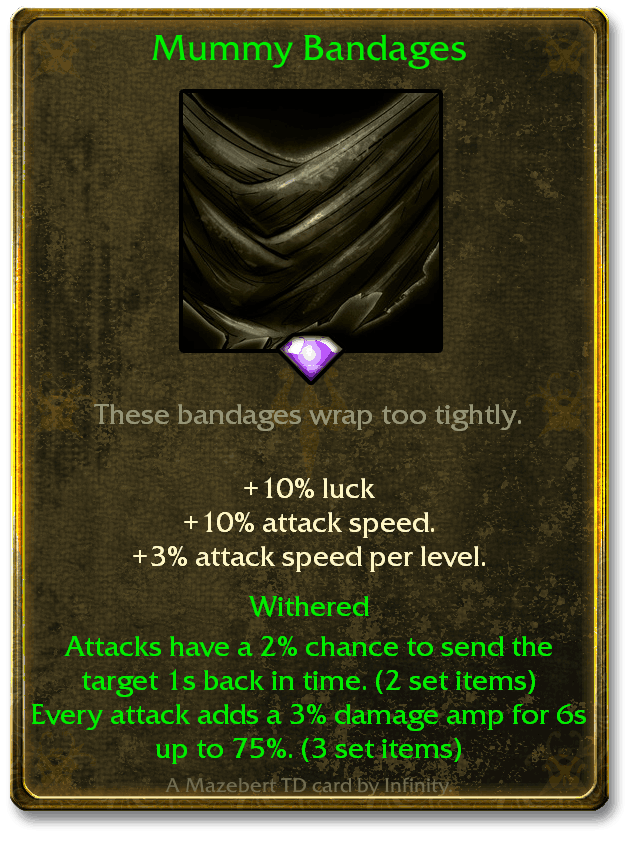 Mummy Bandages
These bandages wrap too tightly.
+10% luck
+10% attack speed.
+3% attack speed per level.
Withered
Attacks have a 2% chance to send the
target 1s back in time. (2 set items)
Every attack adds a 3% damage amp for 6s
up to 75%. (3 set items)
A Mazebert TD card by Infinity